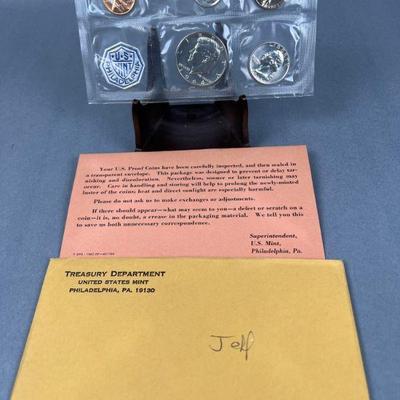 U.S.
MINT
PHILADELPHIA
Your U.S. Proof Coins have been carefully inspected, and then sealed in
a transparent envelope. This package was designed to prevent or delay tar-
nishing and discoloration. Nevertheless, sooner or later tarnishing may
occur. Care in handling and storing will help to prolong the newly-minted
luster of the coins; heat and direct sunlight are especially harmful.
Please do not ask us to make exchanges or adjustments.
If there should appear—what may seem to you—a defect or scratch on
a coin—it is, no doubt, a crease in the packaging material. We tell you this
to save us both unnecessary correspondence.
Superintendent,
U.S. Mint,
Philadelphia, Pa.
TREASURY DEPARTMENT
UNITED STATES MINT
PHILADELPHIA, PA. 19130